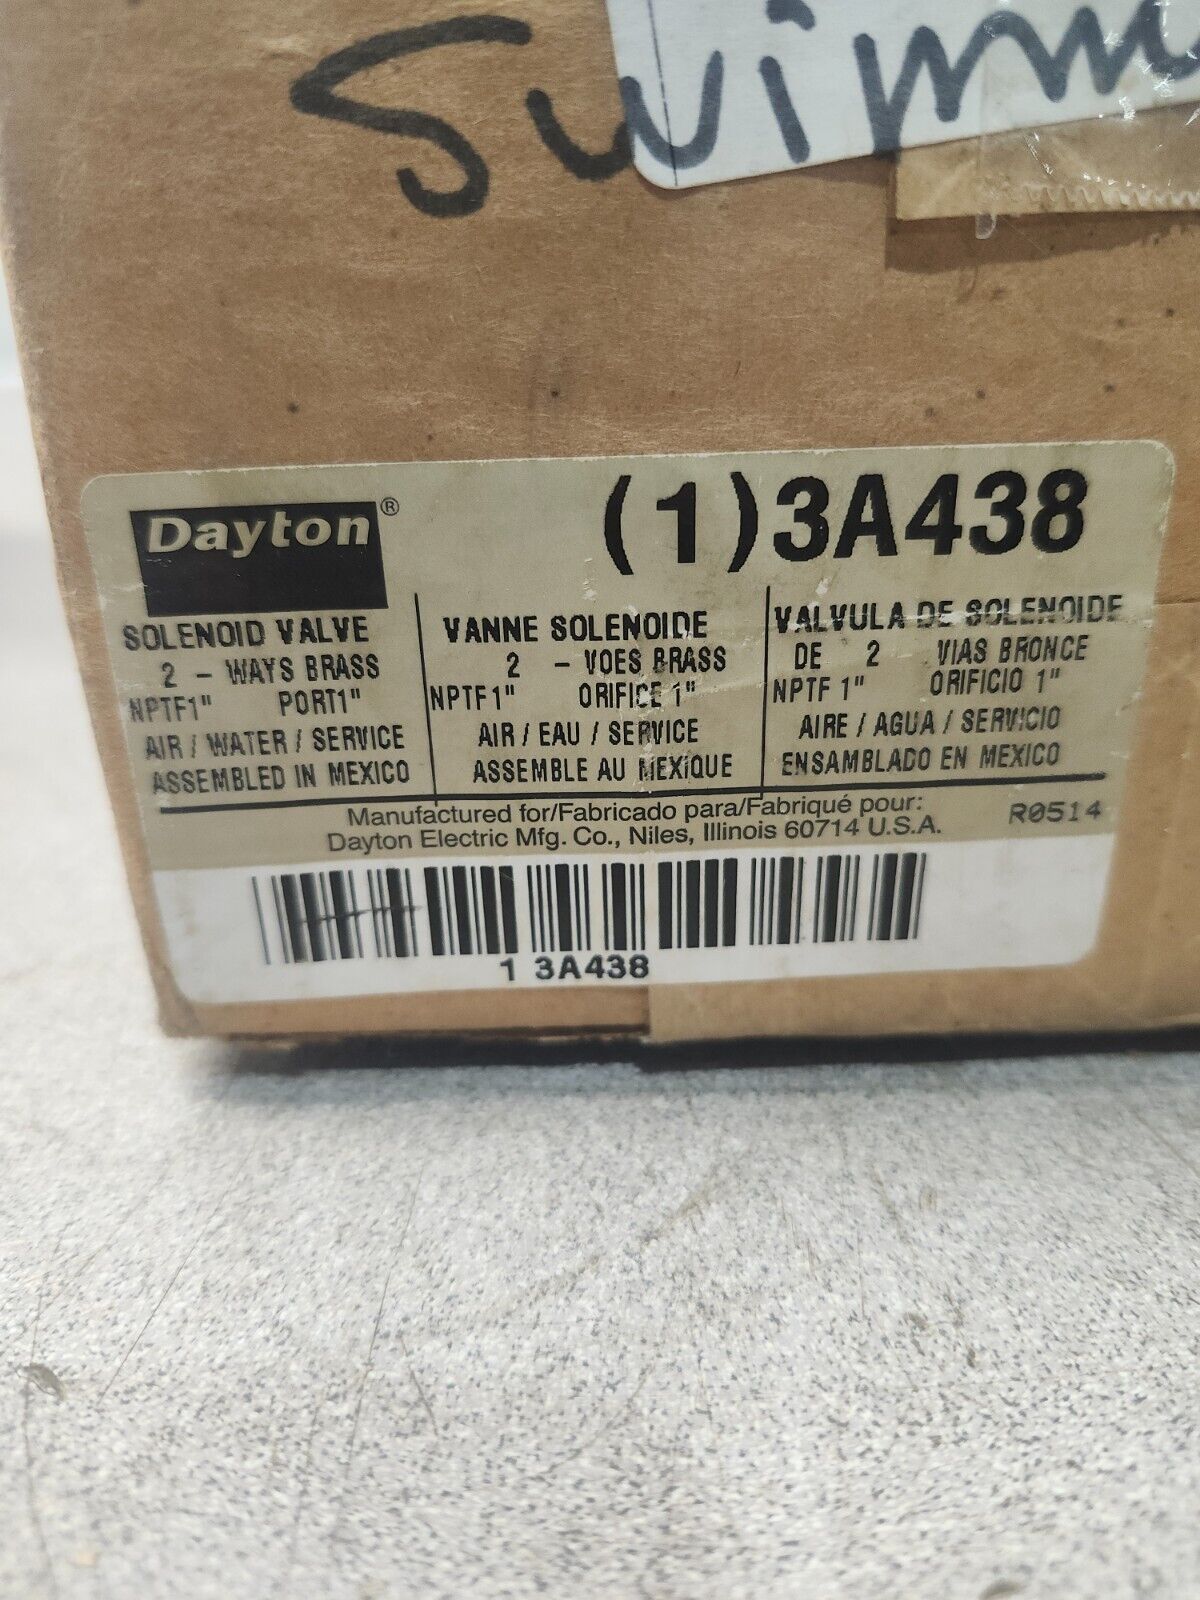 Dayton®
(1)3A438
SOLENOID VALVE
2 - WAYS BRASS
NPTF1" PORT1"
AIR / WATER / SERVICE
ASSEMBLED IN MEXICO
VANNE SOLENOIDE
2 - VOES BRASS
NPTF1" ORIFICE 1"
AIR / EAU / SERVICE
ASSEMBLE AU MEXIQUE
VALVULA DE SOLENOIDE
DE 2 VIAS BRONCE
NPTF 1" ORIFICIO 1"
AIRE / AGUA / SERVICIO
ENSAMBLADO EN MEXICO
Manufactured for/Fabricado para/Fabriqué pour:
Dayton Electric Mfg. Co., Niles, Illinois 60714 U.S.A.
R0514
1 3A438